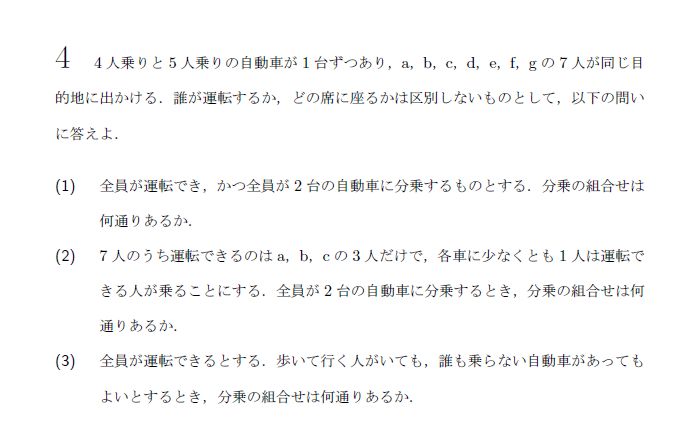 4 4人乗りと5人乗りの自動車が1台ずつあり，a，b，c，d，e，f，gの7人が同じ目
的地に出かける．誰が運転するか，どの席に座るかは区別しないものとして，以下の問い
に答えよ．
(1) 全員が運転でき，かつ全員が2台の自動車に分乗するものとする．分乗の組合せは
何通りあるか．
(2) 7人のうち運転できるのはa，b，cの3人だけで，各車に少なくとも1人は運転で
きる人が乗ることにする．全員が2台の自動車に分乗するとき，分乗の組合せは何
通りあるか．
(3) 全員が運転できるとする．歩いて行く人がいても，誰も乗らない自動車があっても
よいとするとき，分乗の組合せは何通りあるか．